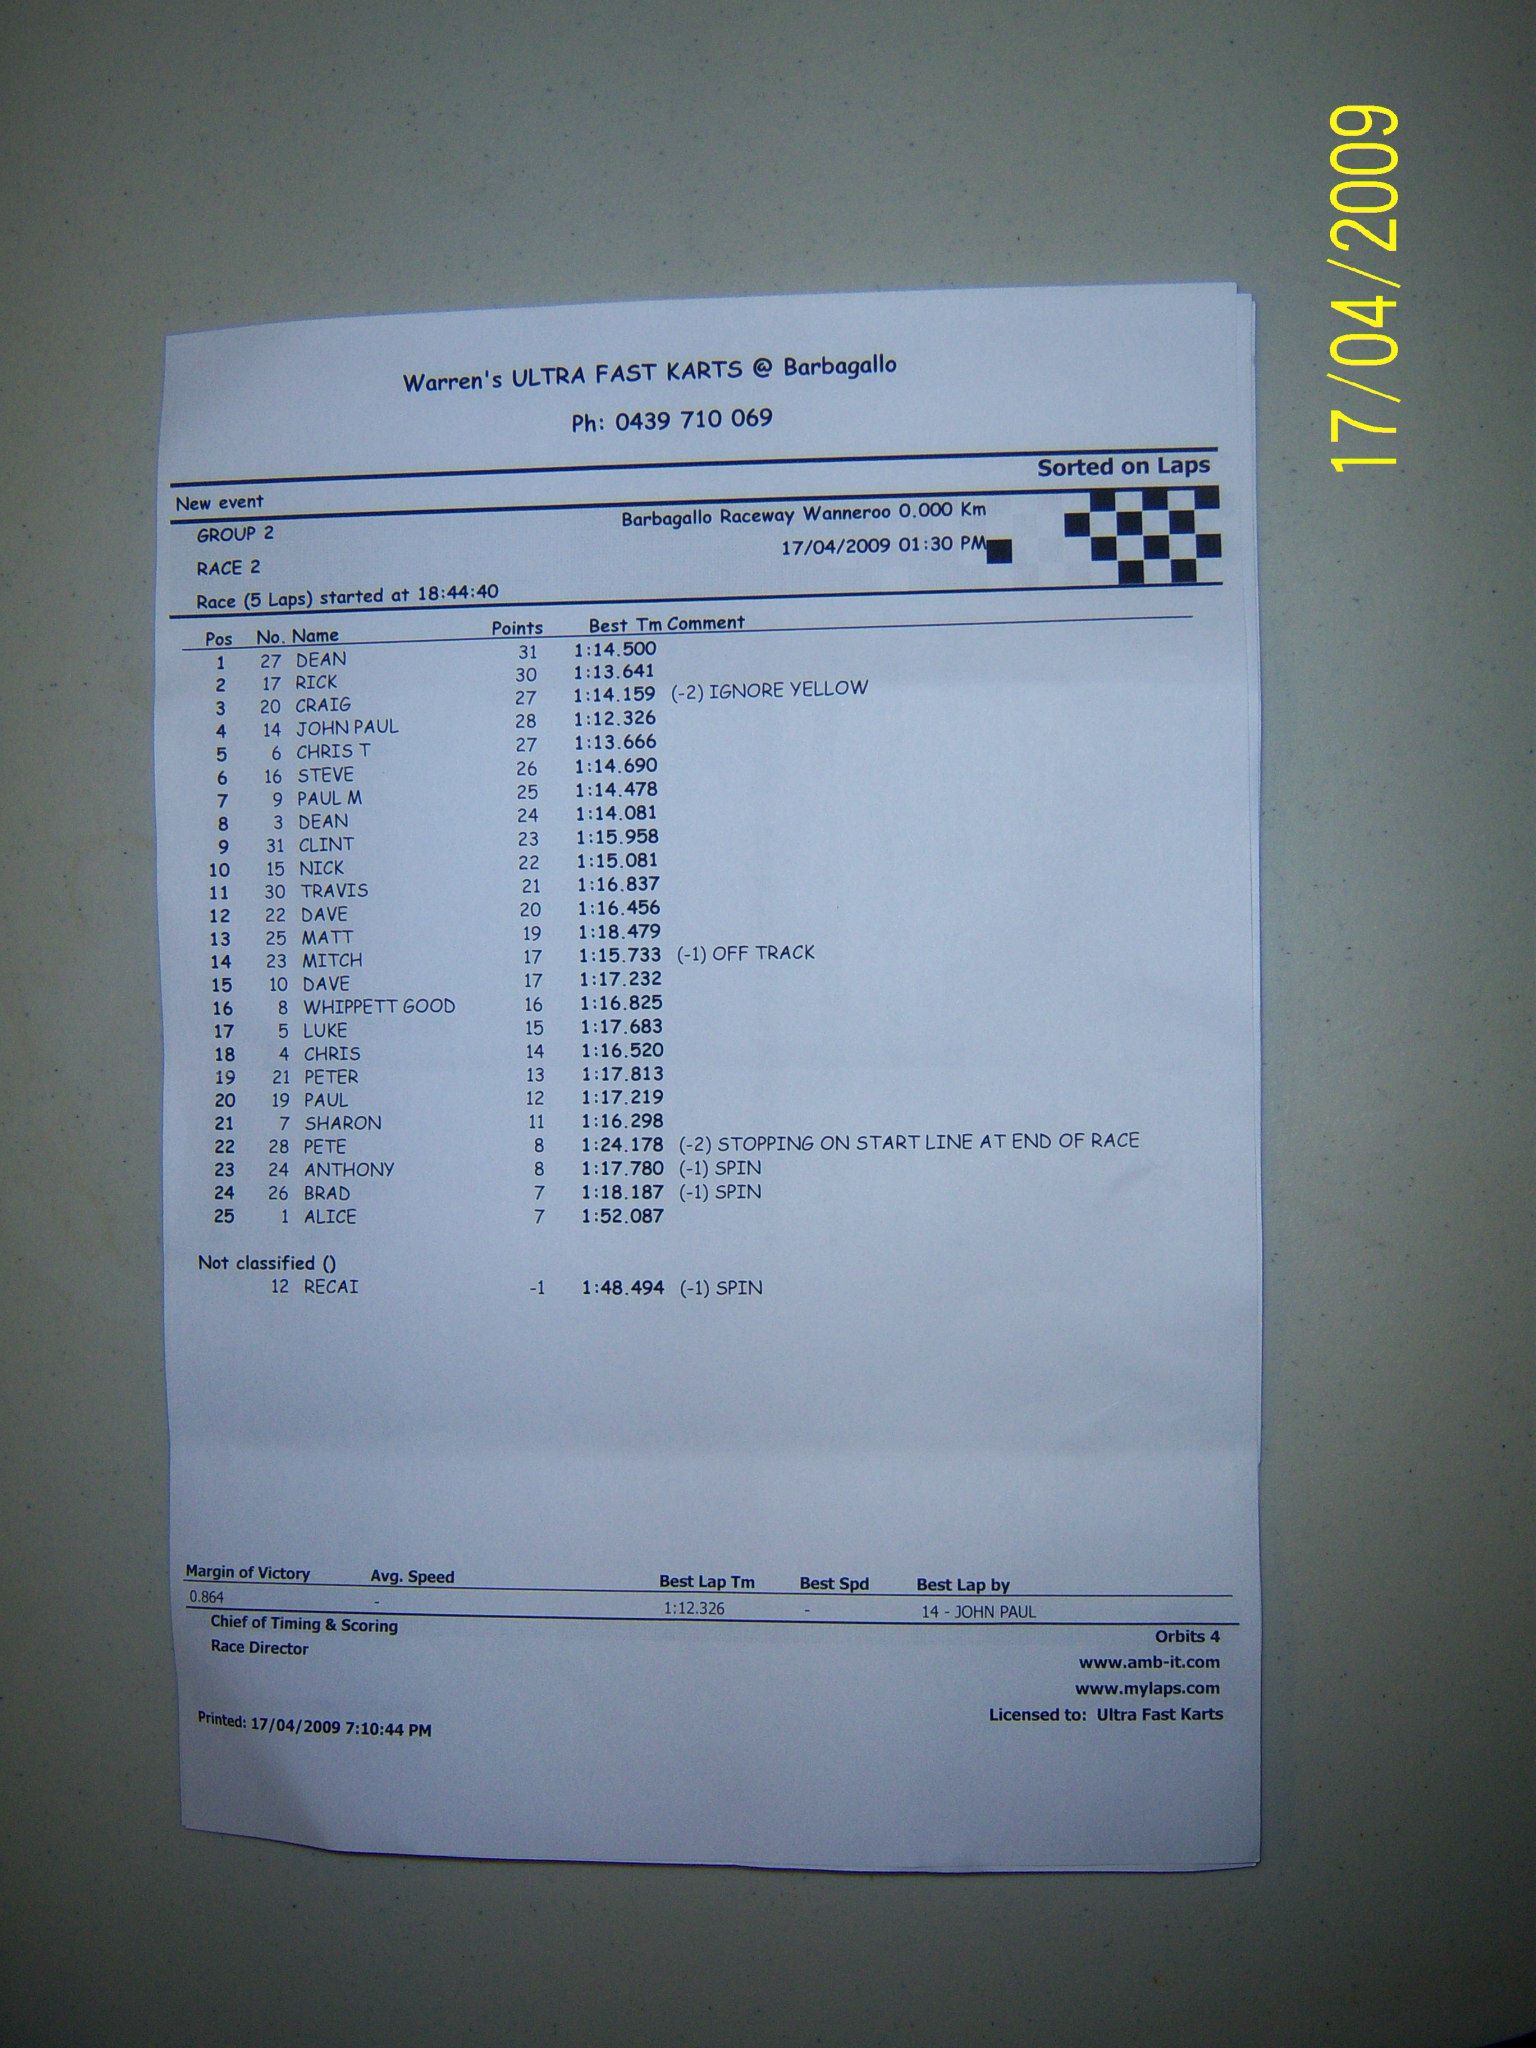 17/04/2009
Warren's ULTRA FAST KARTS @ Barbagallo
Ph: 0439 710 069
Sorted on Laps
New event
GROUP 2 Barbagallo Raceway Wanneroo 0.000 Km
RACE 2 17/04/2009 01:30 PM
Race (5 Laps) started at 18:44:40
Pos No. Name Points Best Tm Comment
1 27 DEAN 31 1:14.500
2 17 RICK 30 1:13.641
3 20 CRAIG 27 1:14.159 (-2) IGNORE YELLOW
4 14 JOHN PAUL 28 1:12.326
5 6 CHRIS T 27 1:13.666
6 16 STEVE 26 1:14.690
7 9 PAUL M 25 1:14.478
8 3 DEAN 24 1:14.081
9 31 CLINT 23 1:15.958
10 15 NICK 22 1:15.081
11 30 TRAVIS 21 1:16.837
12 22 DAVE 20 1:16.456
13 25 MATT 19 1:18.479
14 23 MITCH 17 1:15.733 (-1) OFF TRACK
15 10 DAVE 17 1:17.232
16 8 WHIPPETT GOOD 16 1:16.825
17 5 LUKE 15 1:17.683
18 4 CHRIS 14 1:16.520
19 21 PETER 13 1:17.813
20 19 PAUL 12 1:17.219
21 7 SHARON 11 1:16.298
22 28 PETE 8 1:24.178 (-2) STOPPING ON START LINE AT END OF RACE
23 24 ANTHONY 8 1:17.780 (-1) SPIN
24 26 BRAD 7 1:18.187 (-1) SPIN
25 1 ALICE 7 1:52.087
Not classified ()
12 RECAI -1 1:48.494 (-1) SPIN
Margin of Victory Avg. Speed Best Lap Tm Best Spd Best Lap by
0.864 - 1:12.326 - 14 - JOHN PAUL
Chief of Timing & Scoring Orbits 4
Race Director www.amb-it.com
www.mylaps.com
Printed: 17/04/2009 7:10:44 PM Licensed to: Ultra Fast Karts